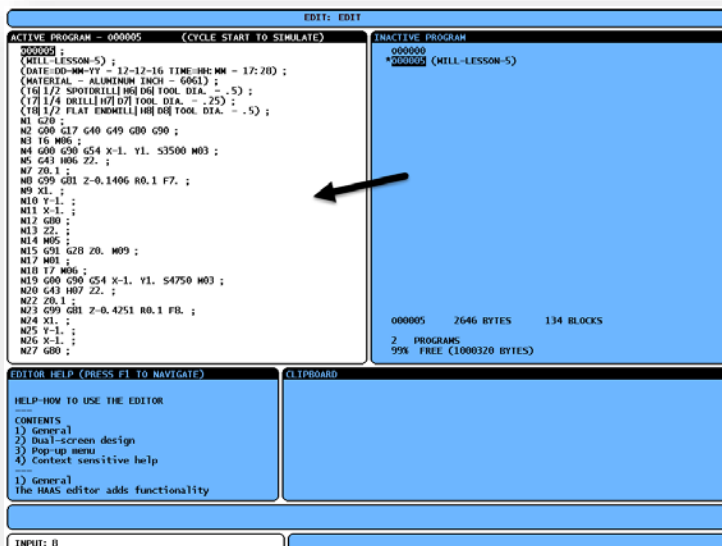 EDIT: EDIT
ACTIVE PROGRAM - O00005 (CYCLE START TO SIMULATE)
O00005 ;
(MILL-LESSON-5) ;
(DATE=DD-MM-YY - 12-12-16 TIME=HH:MM - 17:28) ;
(MATERIAL - ALUMINUM INCH - 6061) ;
(T6| 1/2 SPOTDRILL| H6| D6| TOOL DIA. - .5) ;
(T7| 1/4 DRILL| H7| D7| TOOL DIA. - .25) ;
(T8| 1/2 FLAT ENDMILL| H8| D8| TOOL DIA. - .5) ;
N1 G20 ;
N2 G00 G17 G40 G49 G80 G90 ;
N3 T6 M06 ;
N4 G00 G90 G54 X-1. Y1. S3500 M03 ;
N5 G43 H06 Z2. ;
N7 Z0.1 ;
N8 G99 G81 Z-0.1406 R0.1 F7. ;
N9 X1. ;
N10 Y-1. ;
N11 X-1. ;
N12 G80 ;
N13 Z2. ;
N14 M05 ;
N15 G91 G28 Z0. M09 ;
N17 M01 ;
N18 T7 M06 ;
N19 G00 G90 G54 X-1. Y1. S4750 M03 ;
N20 G43 H07 Z2. ;
N22 Z0.1 ;
N23 G99 G81 Z-0.4251 R0.1 F8. ;
N24 X1. ;
N25 Y-1. ;
N26 X-1. ;
N27 G80 ;
INACTIVE PROGRAM
O00000
*O00005 (MILL-LESSON-5)
O00005 2646 BYTES 134 BLOCKS
2 PROGRAMS
99% FREE (1000320 BYTES)
EDITOR HELP (PRESS F1 TO NAVIGATE)
HELP-HOW TO USE THE EDITOR
---
CONTENTS
1) General
2) Dual-screen design
3) Pop-up menu
4) Context sensitive help
---
1) General
The HAAS editor adds functionality
CLIPBOARD
INPUT: